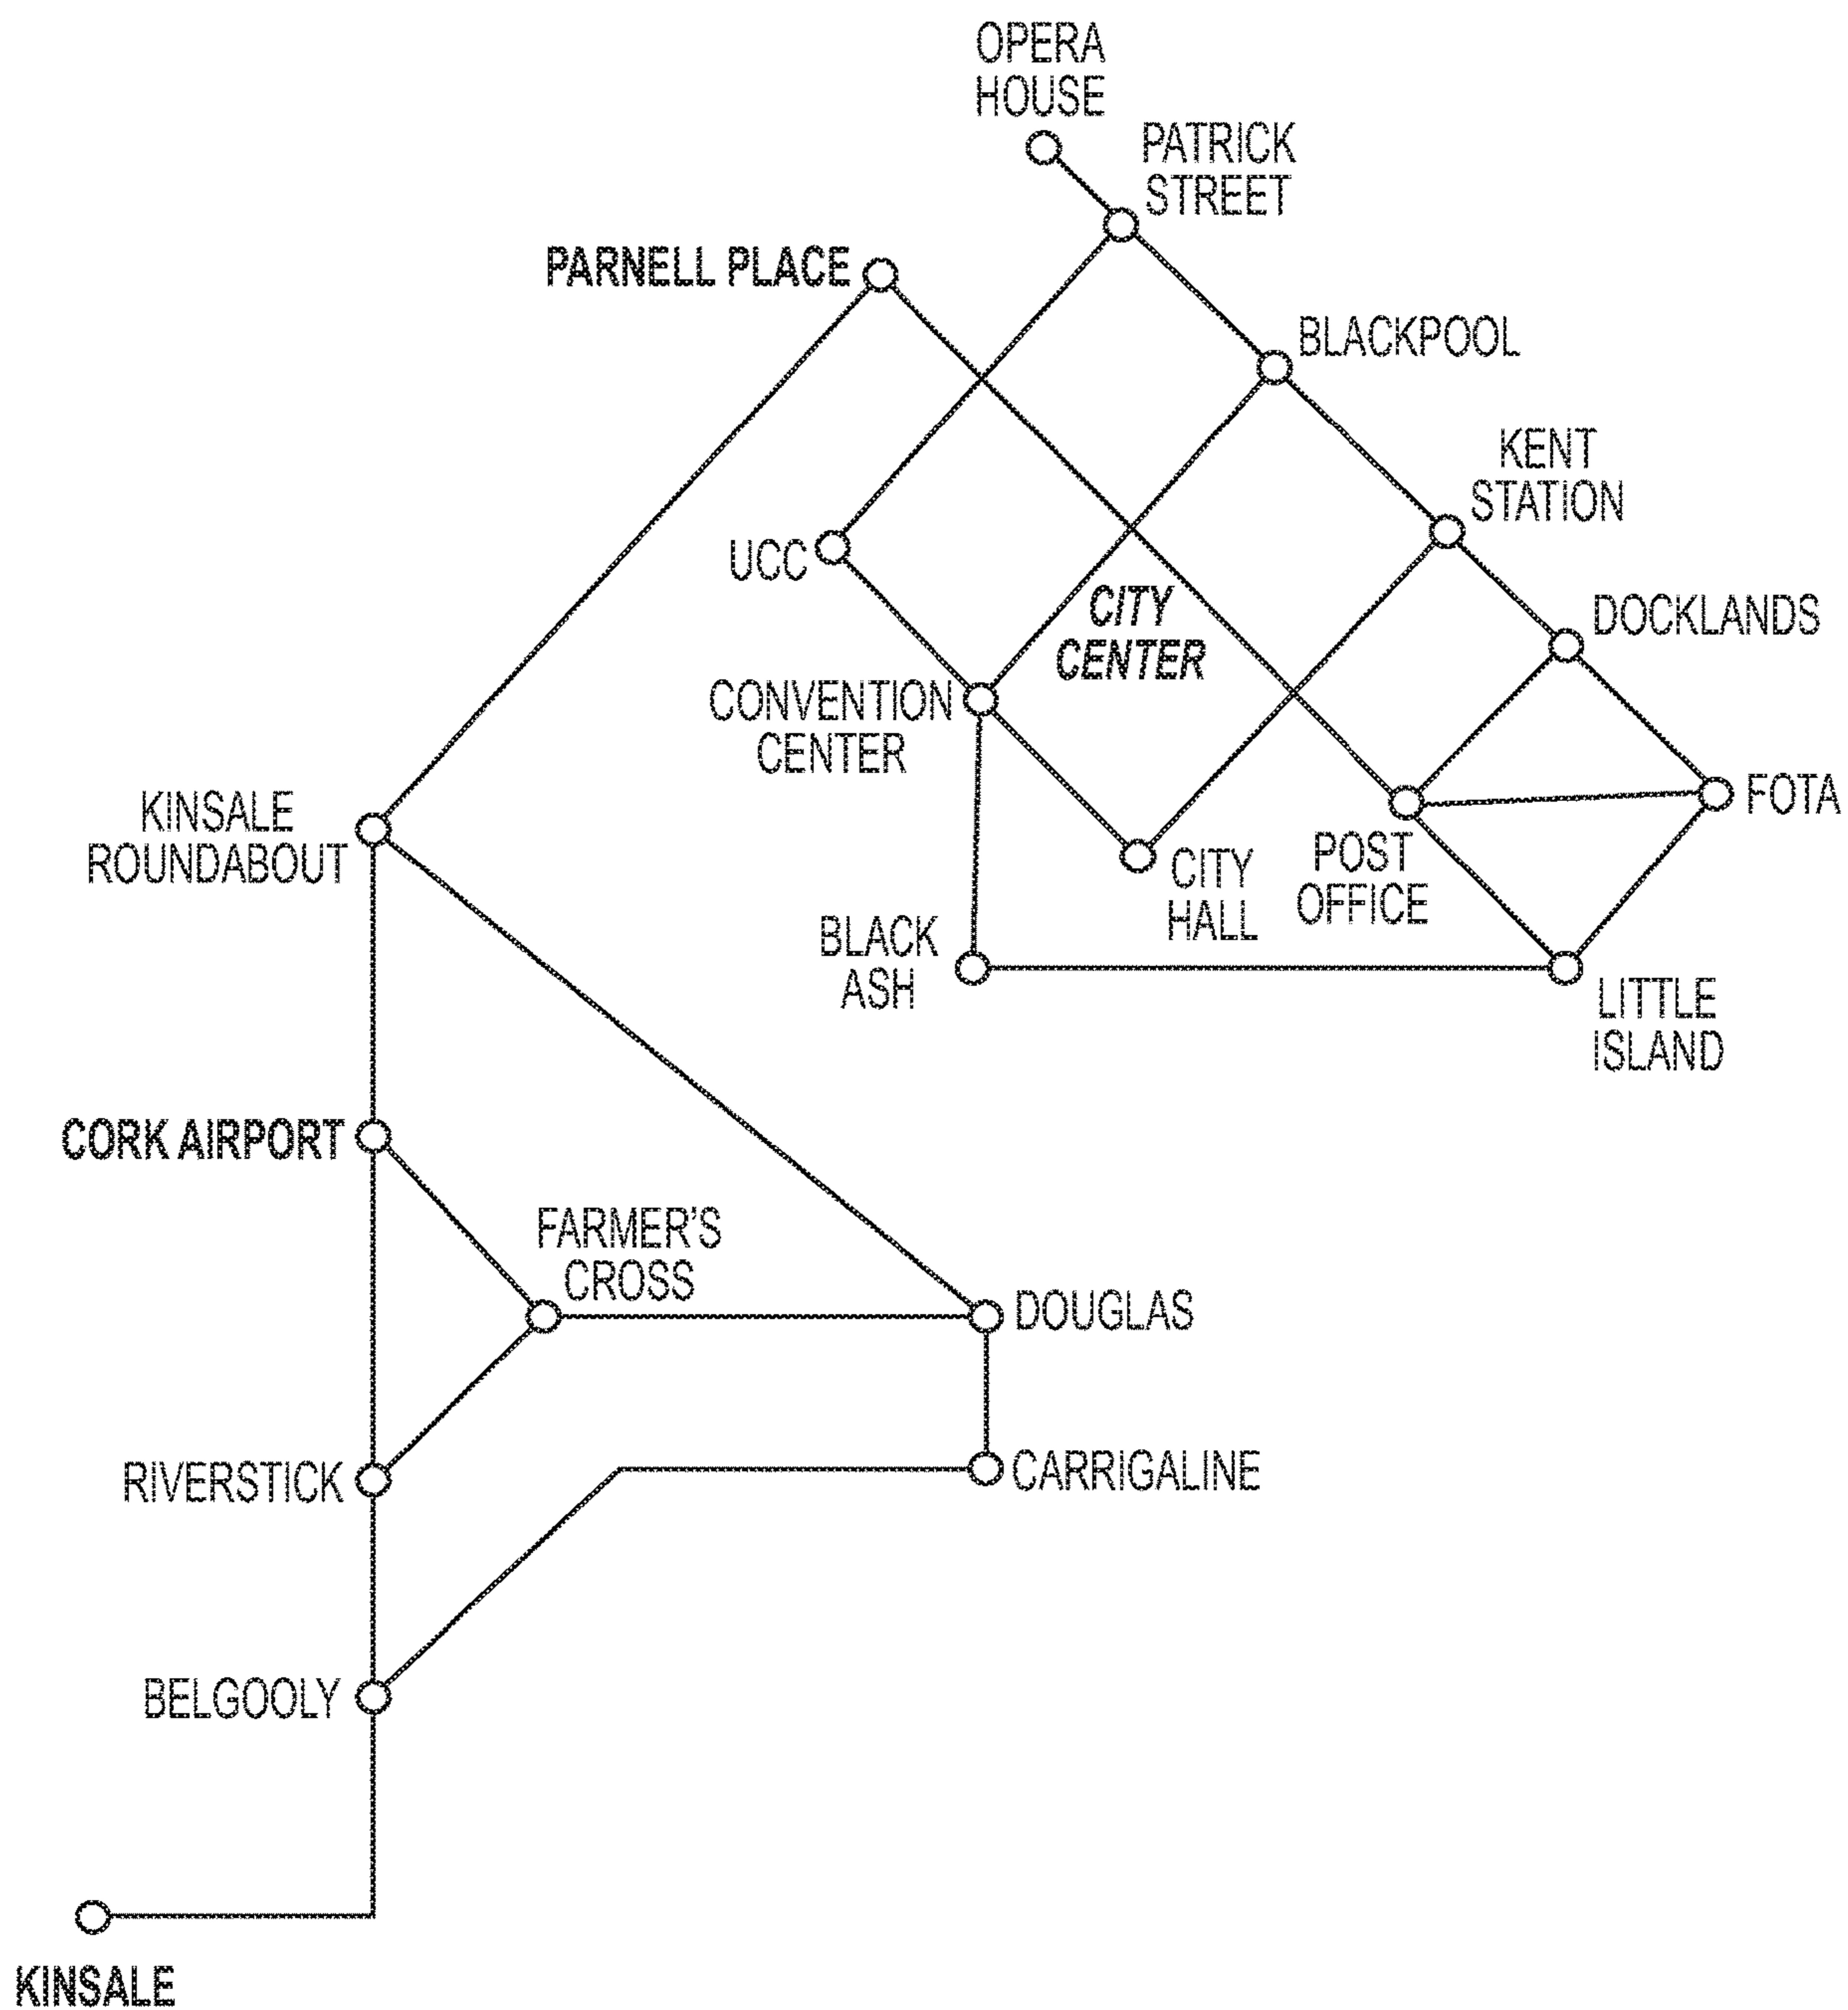 OPERA
HOUSE
PATRICK
STREET
PARNELL PLACE
BLACKPOOL
KENT
STATION
UCC
CITY
CENTER
DOCKLANDS
CONVENTION
CENTER
KINSALE
ROUNDABOUT
FOTA
POST
OFFICE
CITY
HALL
BLACK
ASH
LITTLE
ISLAND
CORK AIRPORT
FARMER'S
CROSS
DOUGLAS
RIVERSTICK
CARRIGALINE
BELGOOLY
KINSALE